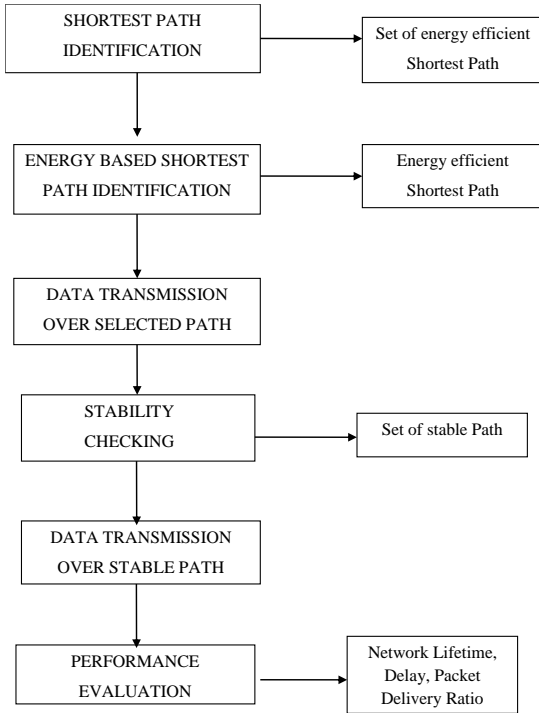 SHORTEST PATH
IDENTIFICATION
Set of energy efficient
Shortest Path
ENERGY BASED SHORTEST
PATH IDENTIFICATION
Energy efficient
Shortest Path
DATA TRANSMISSION
OVER SELECTED PATH
STABILITY
CHECKING
Set of stable Path
DATA TRANSMISSION
OVER STABLE PATH
PERFORMANCE
EVALUATION
Network Lifetime,
Delay, Packet
Delivery Ratio